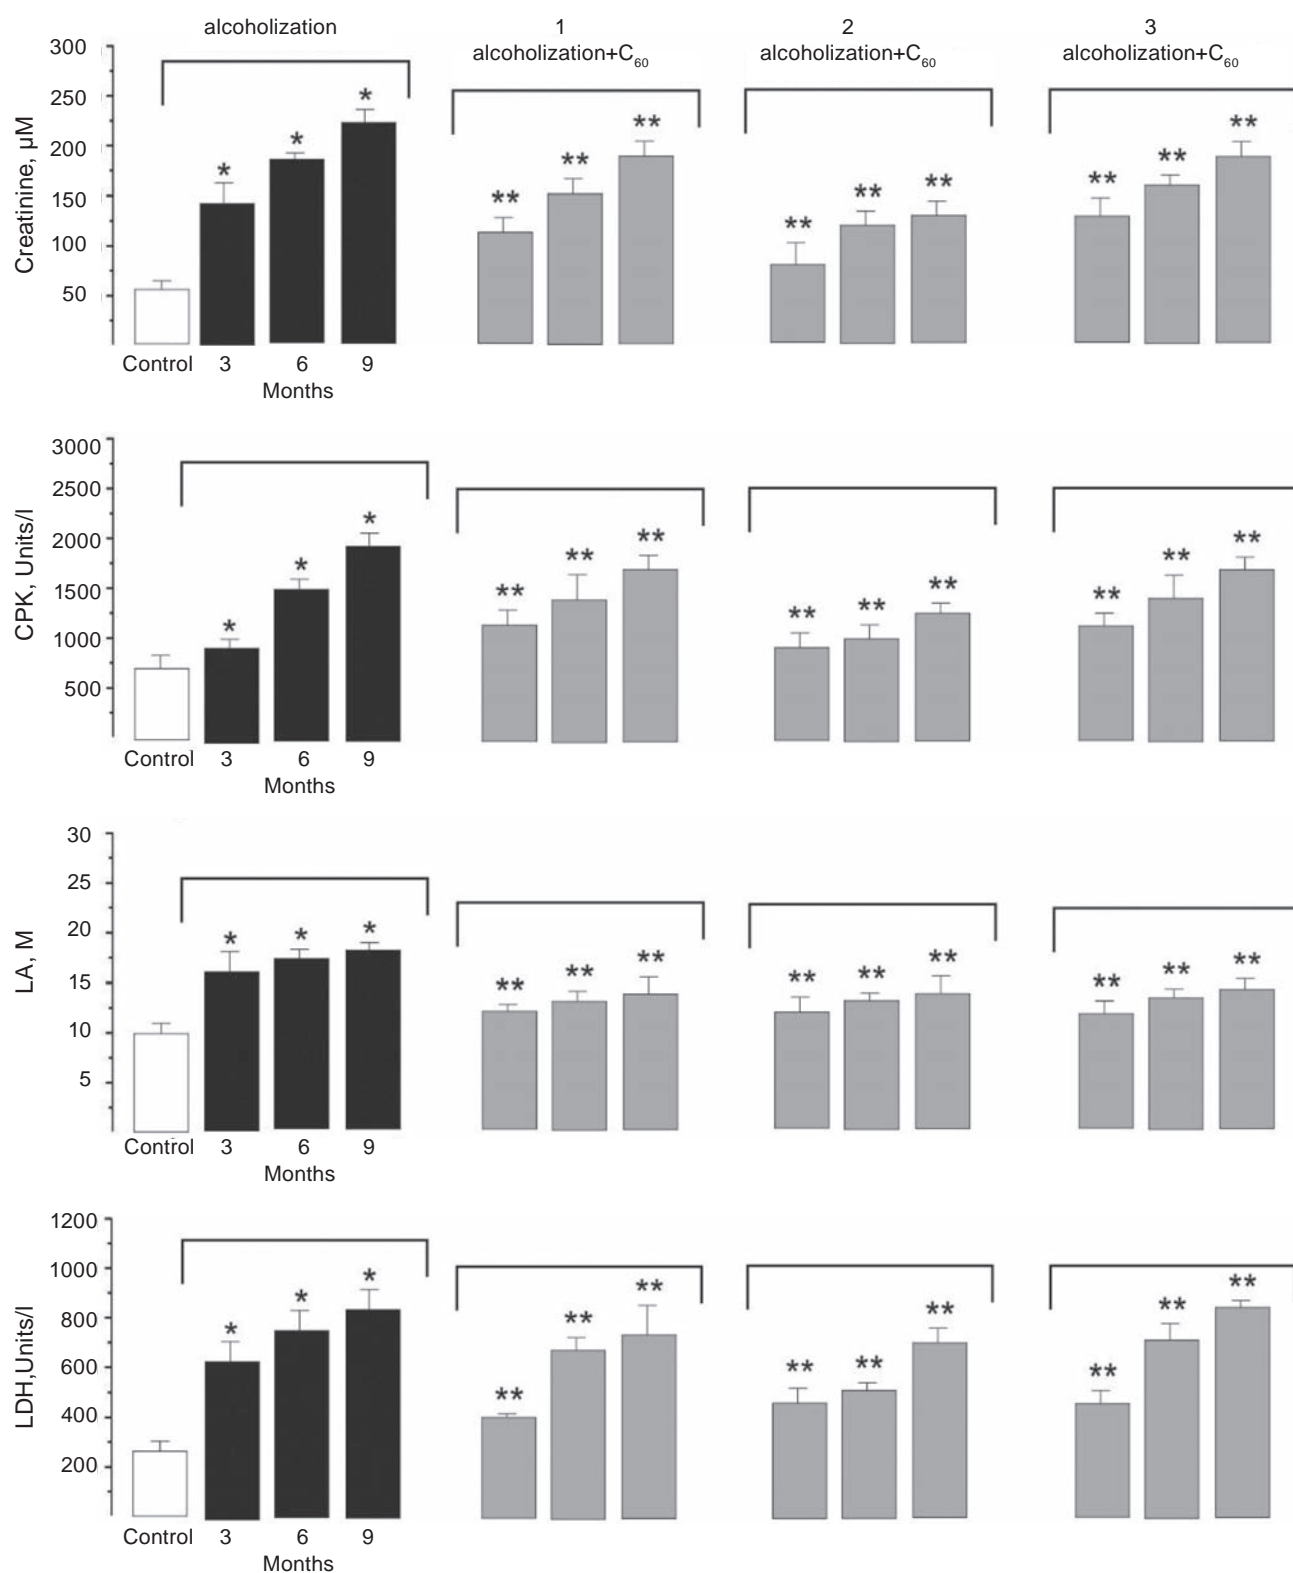 alcoholization
1
alcoholization+C₆₀
2
alcoholization+C₆₀
3
alcoholization+C₆₀
Creatinine, µM
300
250
200
150
100
50
* * *
** ** **
** ** **
** ** **
Control 3 6 9
Months
CPK, Units/l
3000
2500
2000
1500
1000
500
* * *
** ** **
** ** **
** ** **
Control 3 6 9
Months
LA, M
30
25
20
15
10
5
* * *
** ** **
** ** **
** ** **
Control 3 6 9
Months
LDH,Units/l
1200
1000
800
600
400
200
* * *
** ** **
** ** **
** ** **
Control 3 6 9
Months